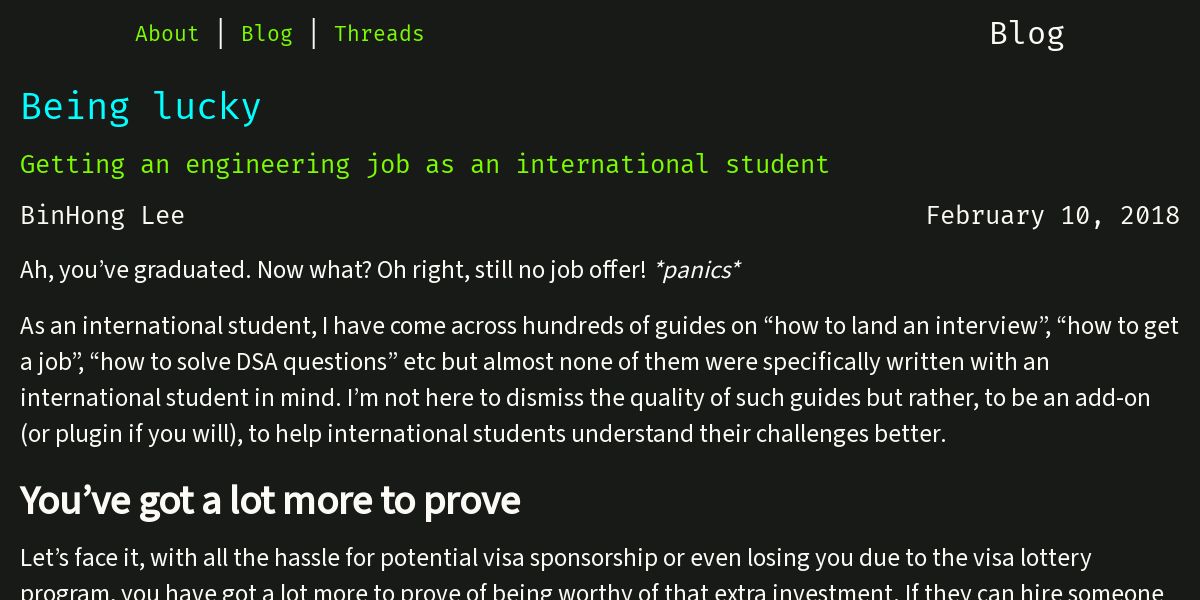 About | Blog | Threads Blog
Being lucky
Getting an engineering job as an international student
BinHong Lee February 10, 2018
Ah, you’ve graduated. Now what? Oh right, still no job offer! *panics*
As an international student, I have come across hundreds of guides on “how to land an interview”, “how to get
a job”, “how to solve DSA questions” etc but almost none of them were specifically written with an
international student in mind. I’m not here to dismiss the quality of such guides but rather, to be an add-on
(or plugin if you will), to help international students understand their challenges better.
You’ve got a lot more to prove
Let’s face it, with all the hassle for potential visa sponsorship or even losing you due to the visa lottery
program, you have got a lot more to prove of being worthy of that extra investment. If they can hire someone